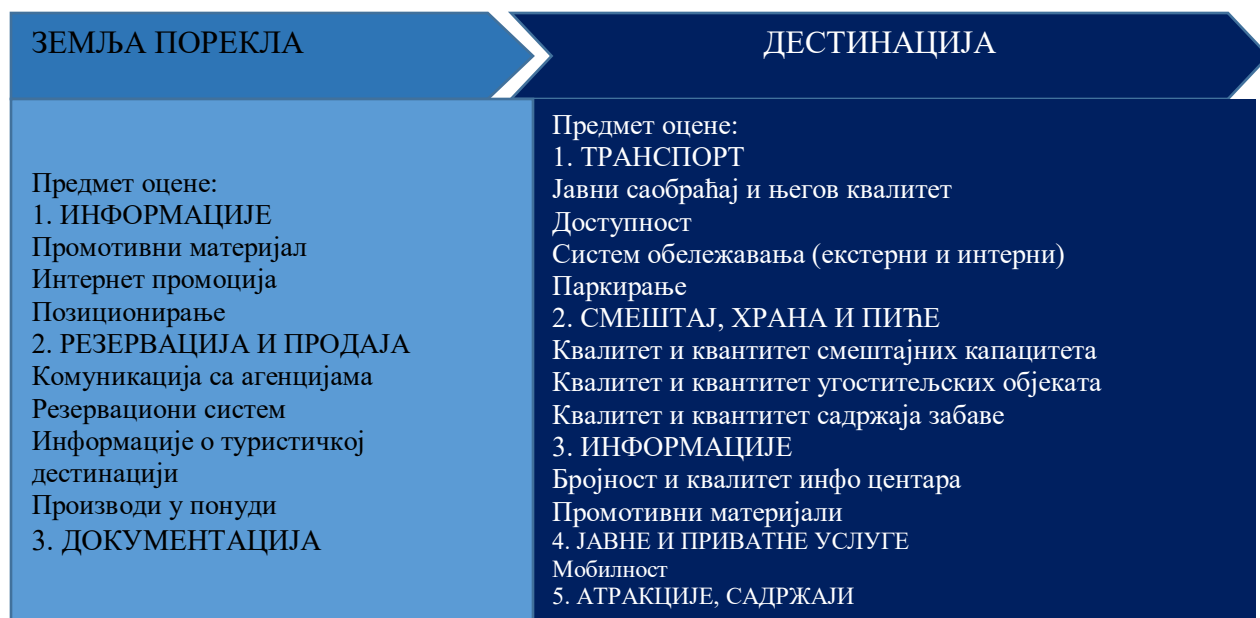 ЗЕМЉА ПОРЕКЛА
ДЕСТИНАЦИЈА
Предмет оцене:
1. ИНФОРМАЦИЈЕ
Промотивни материјал
Интернет промоција
Позиционирање
2. РЕЗЕРВАЦИЈА И ПРОДАЈА
Комуникација са агенцијама
Резервациони систем
Информације о туристичкој
дестинацији
Производи у понуди
3. ДОКУМЕНТАЦИЈА
Предмет оцене:
1. ТРАНСПОРТ
Јавни саобраћај и његов квалитет
Доступност
Систем обележавања (екстерни и интерни)
Паркирање
2. СМЕШТАЈ, ХРАНА И ПИЋЕ
Квалитет и квантитет смештајних капацитета
Квалитет и квантитет угоститељских објеката
Квалитет и квантитет садржаја забаве
3. ИНФОРМАЦИЈЕ
Бројност и квалитет инфо центара
Промотивни материјали
4. ЈАВНЕ И ПРИВАТНЕ УСЛУГЕ
Мобилност
5. АТРАКЦИЈЕ, САДРЖАЈИ